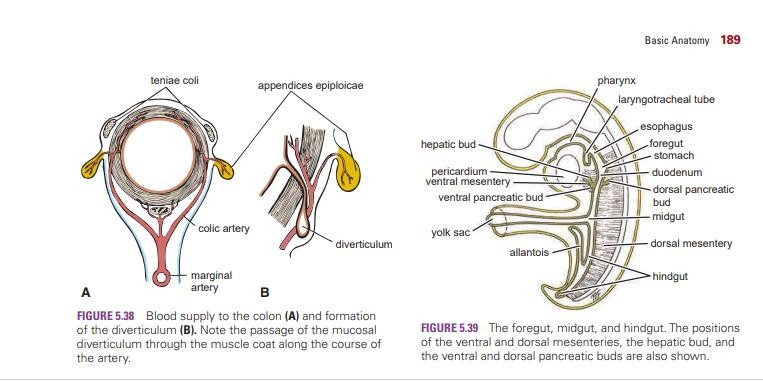 Basic Anatomy 189
teniae coli
appendices epiploicae
colic artery
marginal
artery
diverticulum
A
B
FIGURE 5.38 Blood supply to the colon (A) and formation
of the diverticulum (B). Note the passage of the mucosal
diverticulum through the muscle coat along the course of
the artery.
pharynx
laryngotracheal tube
esophagus
foregut
stomach
duodenum
dorsal pancreatic
bud
midgut
dorsal mesentery
hindgut
hepatic bud
pericardium
ventral mesentery
ventral pancreatic bud
yolk sac
allantois
FIGURE 5.39 The foregut, midgut, and hindgut. The positions
of the ventral and dorsal mesenteries, the hepatic bud, and
the ventral and dorsal pancreatic buds are also shown.